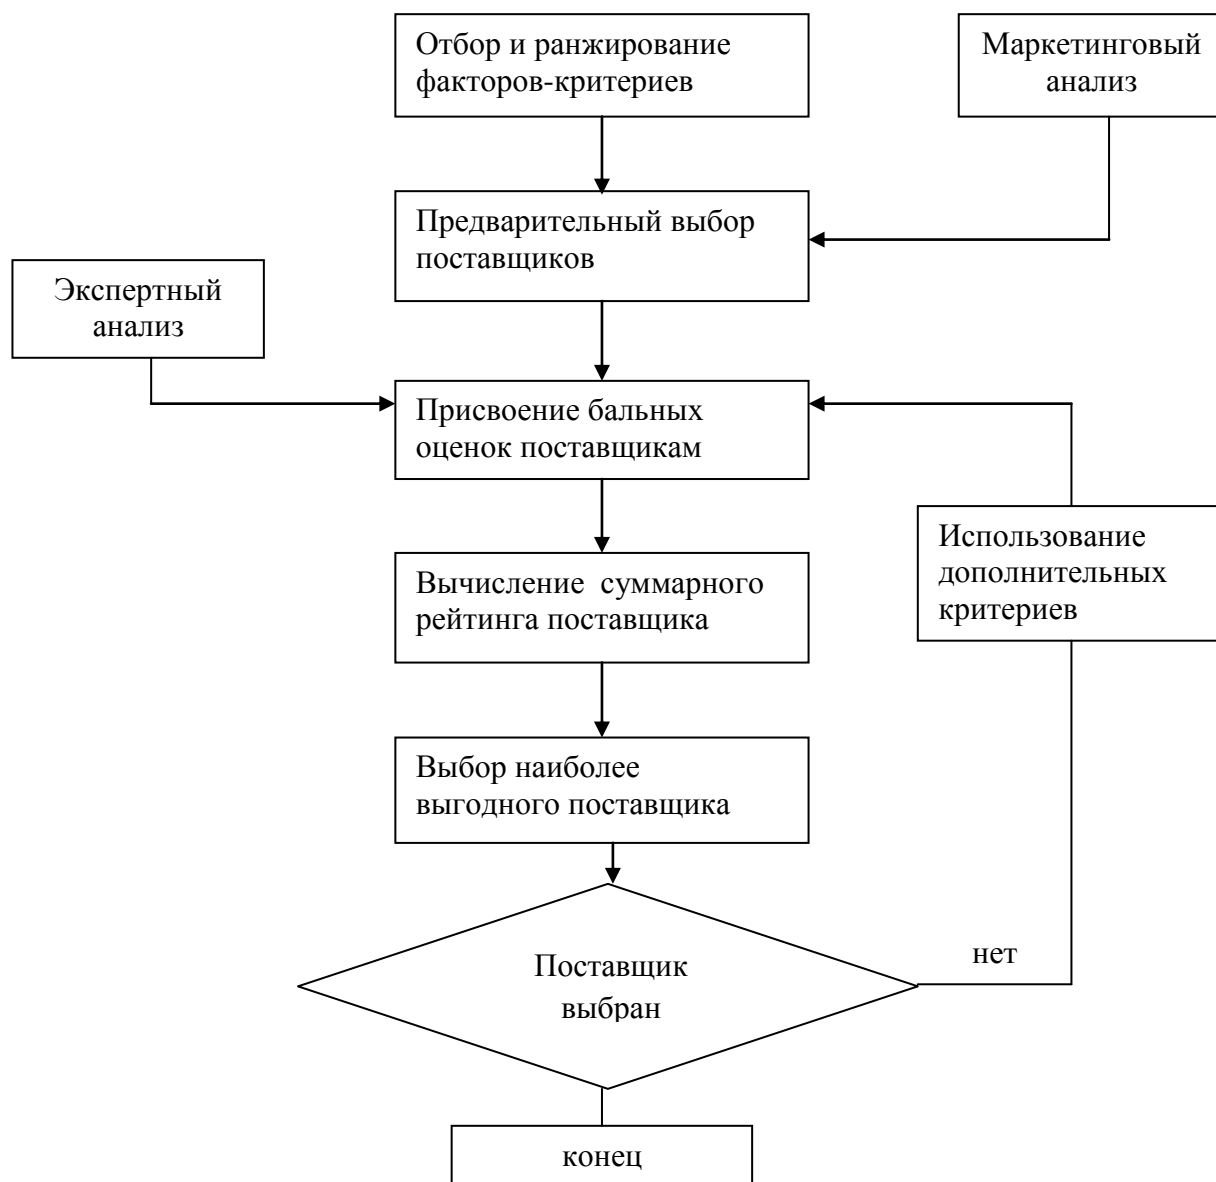 Отбор и ранжирование
факторов-критериев
Маркетинговый
анализ
Предварительный выбор
поставщиков
Экспертный
анализ
Присвоение бальных
оценок поставщикам
Использование
дополнительных
критериев
Вычисление суммарного
рейтинга поставщика
Выбор наиболее
выгодного поставщика
Поставщик
выбран
нет
конец